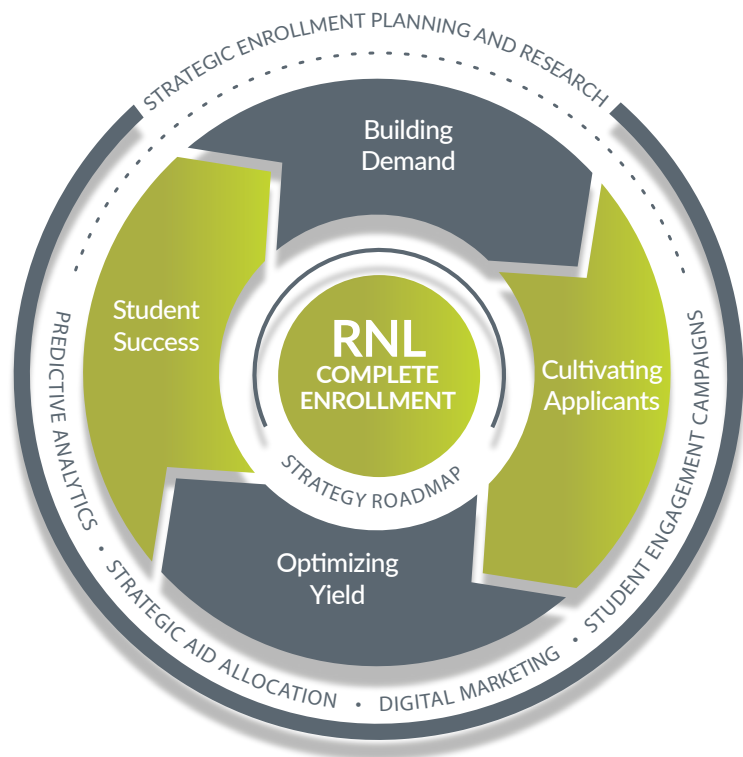 STRATEGIC ENROLLMENT PLANNING AND RESEARCH
Building
Demand
Student
Success
RNL
COMPLETE
ENROLLMENT
Cultivating
Applicants
STRATEGY ROADMAP
Optimizing
Yield
PREDICTIVE ANALYTICS • STRATEGIC AID ALLOCATION • DIGITAL MARKETING • STUDENT ENGAGEMENT CAMPAIGNS